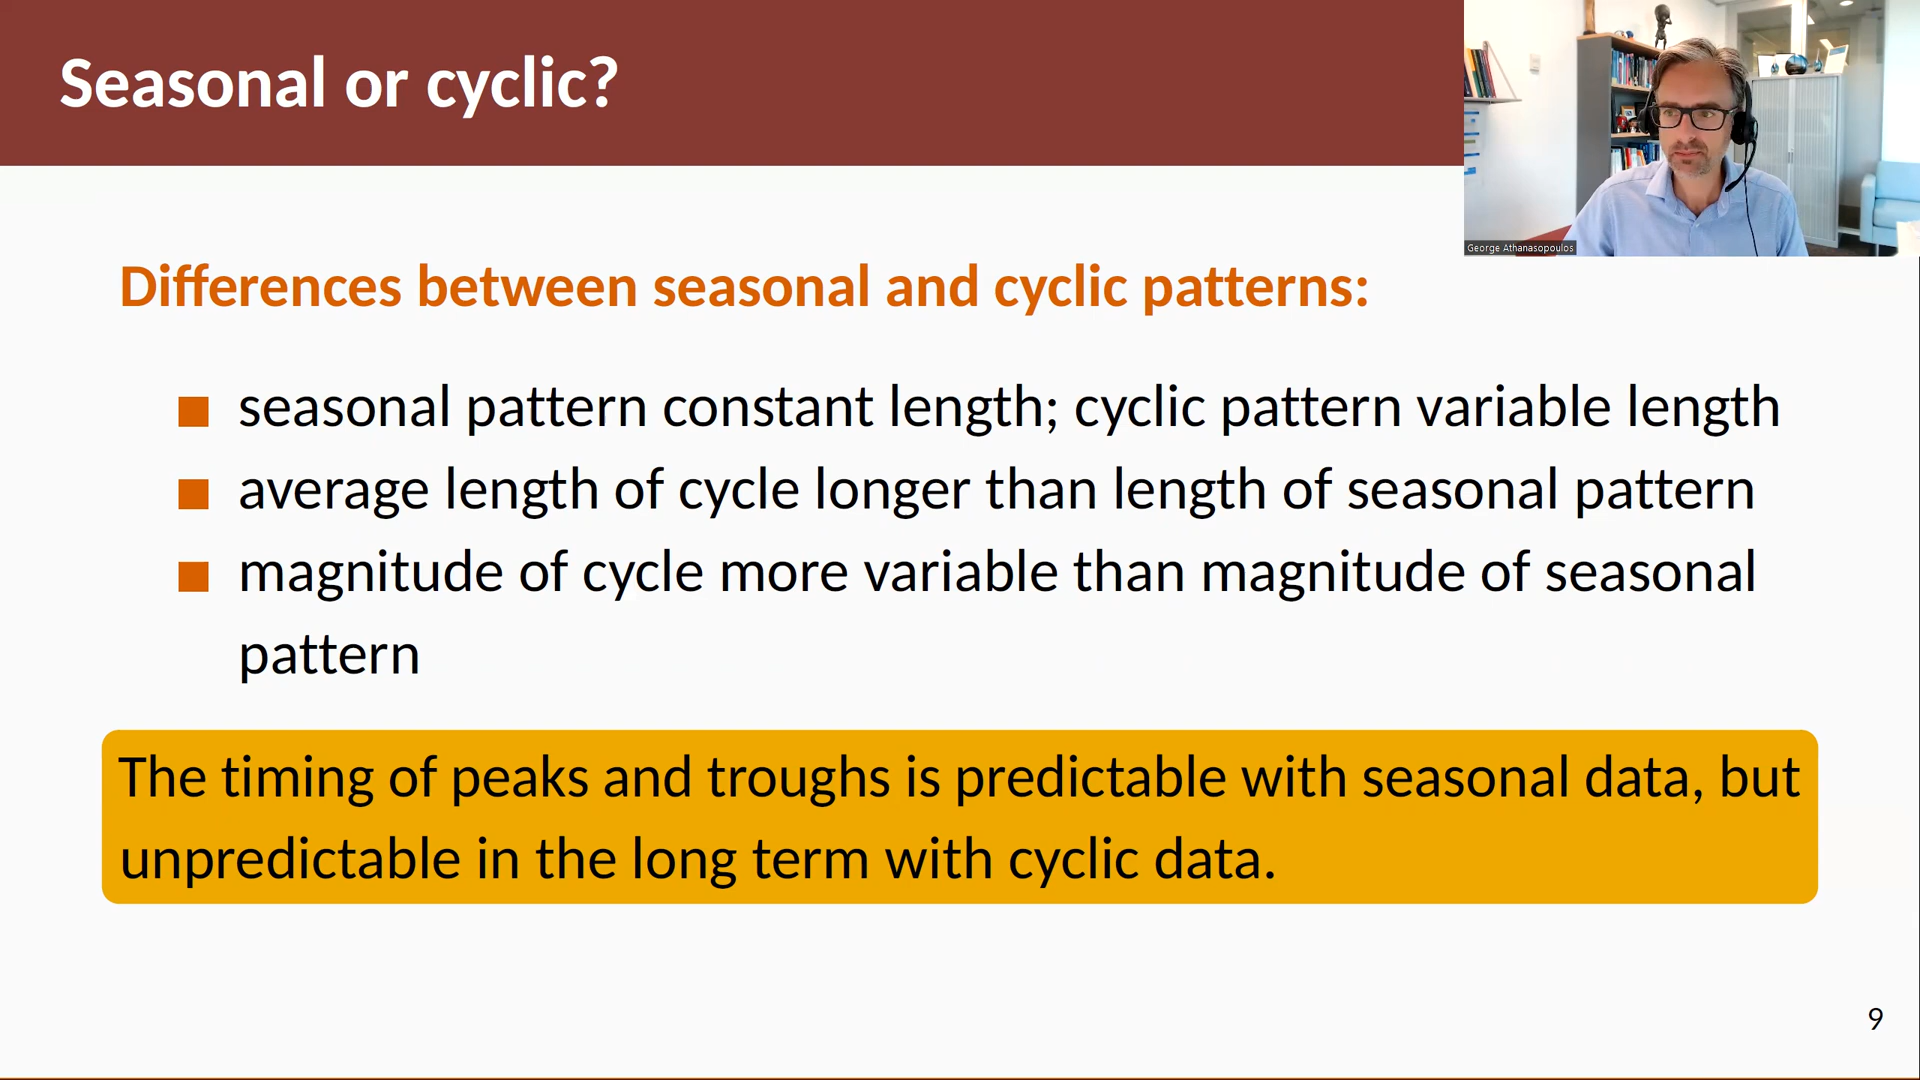 Seasonal or cyclic?
George Athanasopoulos
Differences between seasonal and cyclic patterns:
seasonal pattern constant length; cyclic pattern variable length
average length of cycle longer than length of seasonal pattern
magnitude of cycle more variable than magnitude of seasonal
pattern
The timing of peaks and troughs is predictable with seasonal data, but
unpredictable in the long term with cyclic data.
9